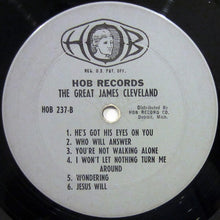 HOB
REG. U.S. PAT. OFF.
HOB RECORDS
THE GREAT JAMES CLEVELAND
HOB 237-B
Distributed By
HOB RECORD CO.
Detroit, Mich.
1. HE'S GOT HIS EYES ON YOU
2. WHO WILL ANSWER
3. YOU'RE NOT WALKING ALONE
4. I WON'T LET NOTHING TURN ME
AROUND
5. WONDERING
6. JESUS WILL